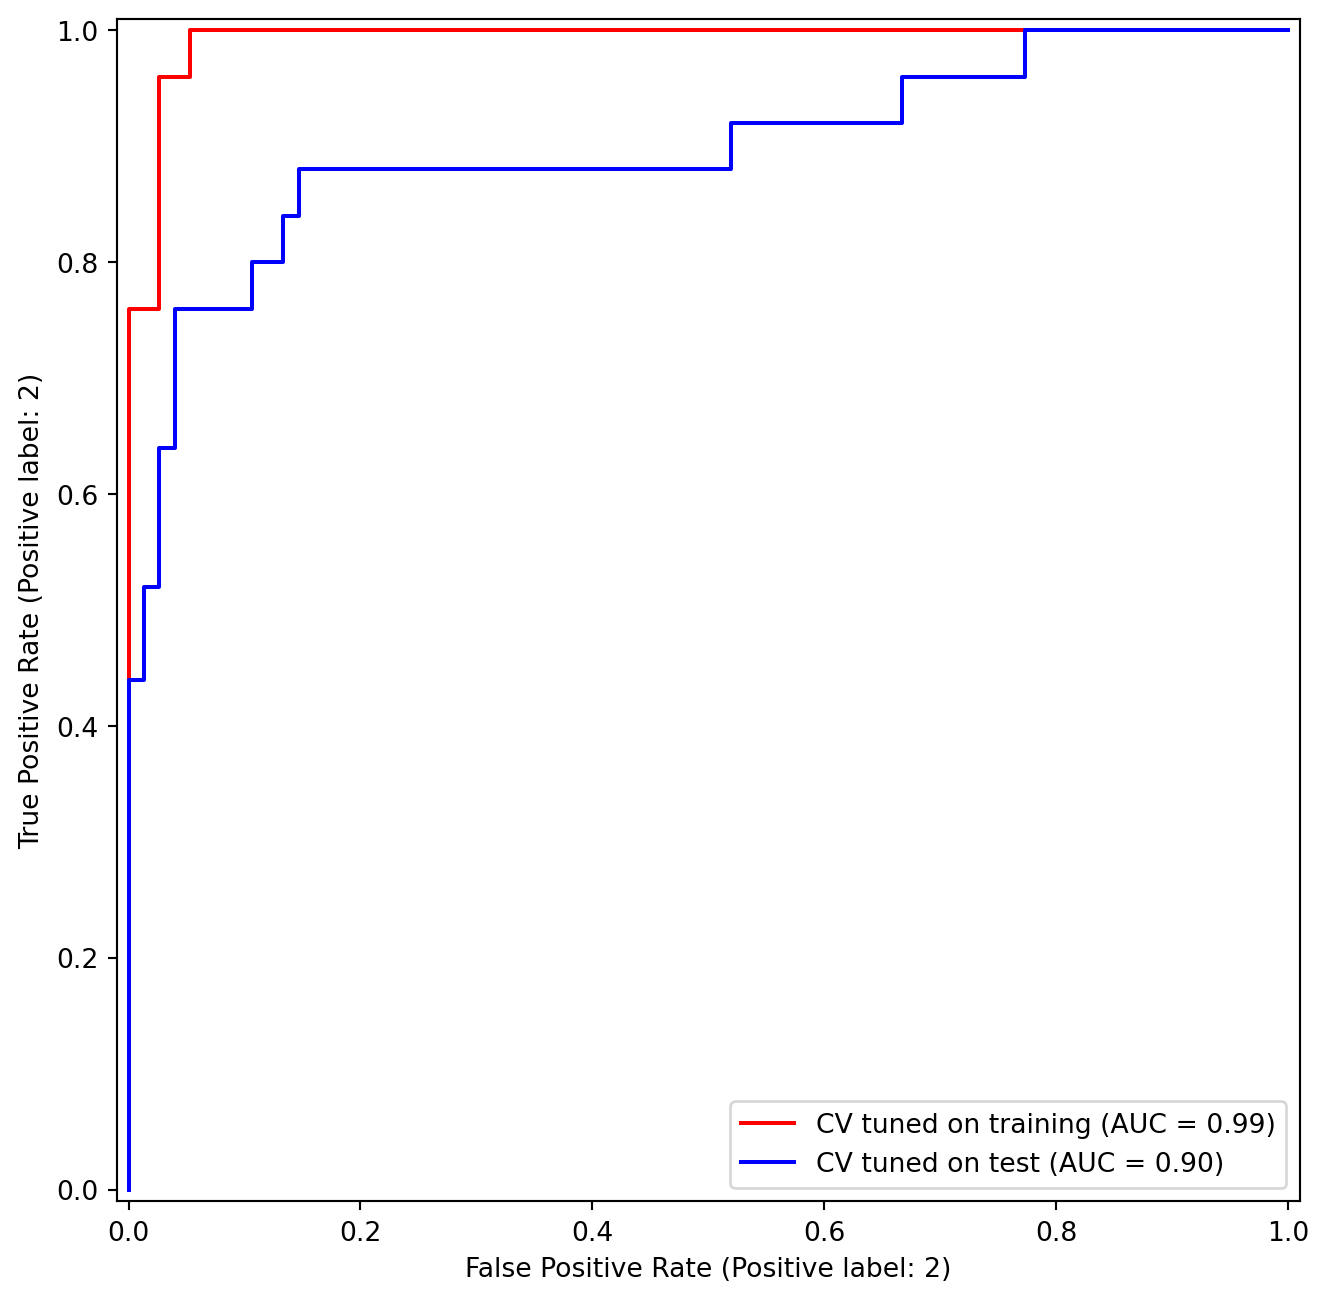 1.0
0.8
0.6
0.4
0.2
0.0
True Positive Rate (Positive label: 2)
CV tuned on training (AUC = 0.99)
CV tuned on test (AUC = 0.90)
0.0 0.2 0.4 0.6 0.8 1.0
False Positive Rate (Positive label: 2)